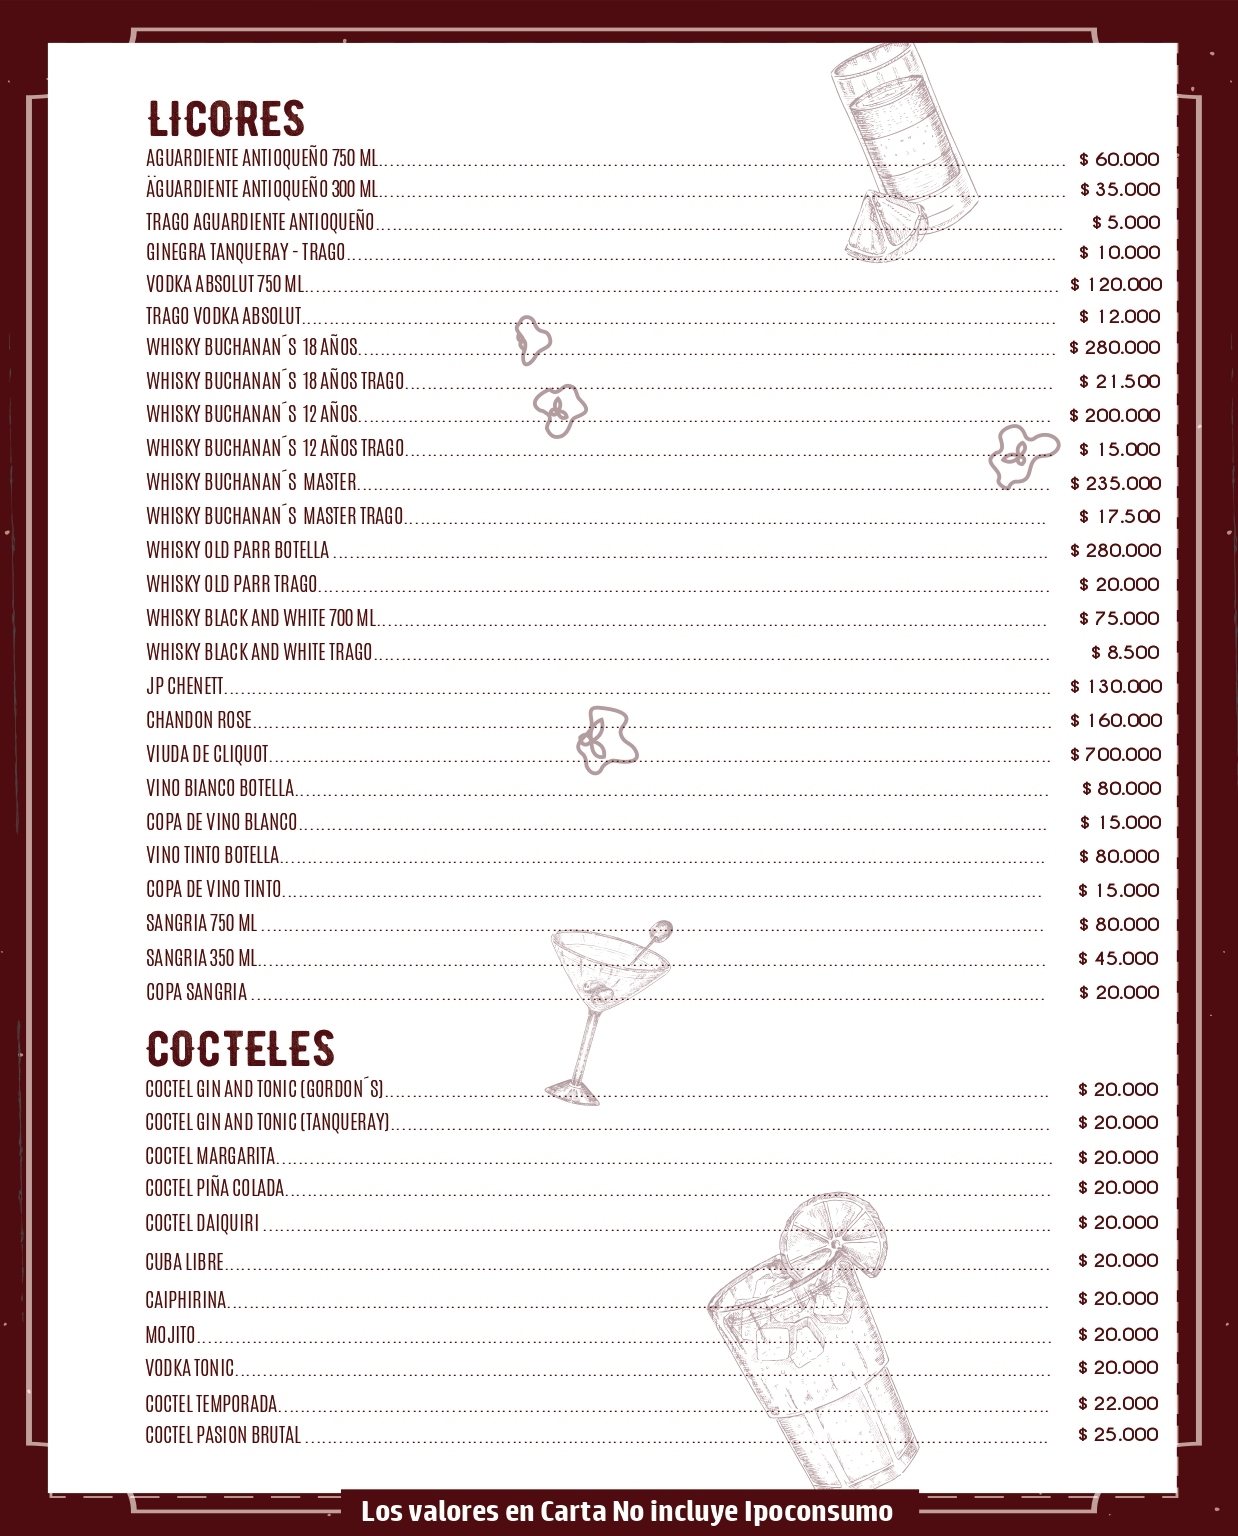 LICORES
AGUARDIENTE ANTIOQUEÑO 750 ML $ 60.000
AGUARDIENTE ANTIOQUEÑO 300 ML $ 35.000
TRAGO AGUARDIENTE ANTIOQUEÑO $ 5.000
GINEGRA TANQUERAY - TRAGO $ 10.000
VODKA ABSOLUT 750 ML $ 120.000
TRAGO VODKA ABSOLUT $ 12.000
WHISKY BUCHANAN´S 18 AÑOS $ 280.000
WHISKY BUCHANAN´S 18 AÑOS TRAGO $ 21.500
WHISKY BUCHANAN´S 12 AÑOS $ 200.000
WHISKY BUCHANAN´S 12 AÑOS TRAGO $ 15.000
WHISKY BUCHANAN´S MASTER $ 235.000
WHISKY BUCHANAN´S MASTER TRAGO $ 17.500
WHISKY OLD PARR BOTELLA $ 280.000
WHISKY OLD PARR TRAGO $ 20.000
WHISKY BLACK AND WHITE 700 ML $ 75.000
WHISKY BLACK AND WHITE TRAGO $ 8.500
JP CHENETT $ 130.000
CHANDON ROSE $ 160.000
VIUDA DE CLIQUOT $ 700.000
VINO BIANCO BOTELLA $ 80.000
COPA DE VINO BLANCO $ 15.000
VINO TINTO BOTELLA $ 80.000
COPA DE VINO TINTO $ 15.000
SANGRIA 750 ML $ 80.000
SANGRIA 350 ML $ 45.000
COPA SANGRIA $ 20.000
COCTELES
COCTEL GIN AND TONIC (GORDON´S) $ 20.000
COCTEL GIN AND TONIC (TANQUERAY) $ 20.000
COCTEL MARGARITA $ 20.000
COCTEL PIÑA COLADA $ 20.000
COCTEL DAIQUIRI $ 20.000
CUBA LIBRE $ 20.000
CAIPHIRINA $ 20.000
MOJITO $ 20.000
VODKA TONIC $ 20.000
COCTEL TEMPORADA $ 22.000
COCTEL PASION BRUTAL $ 25.000
Los valores en Carta No incluye Ipoconsumo